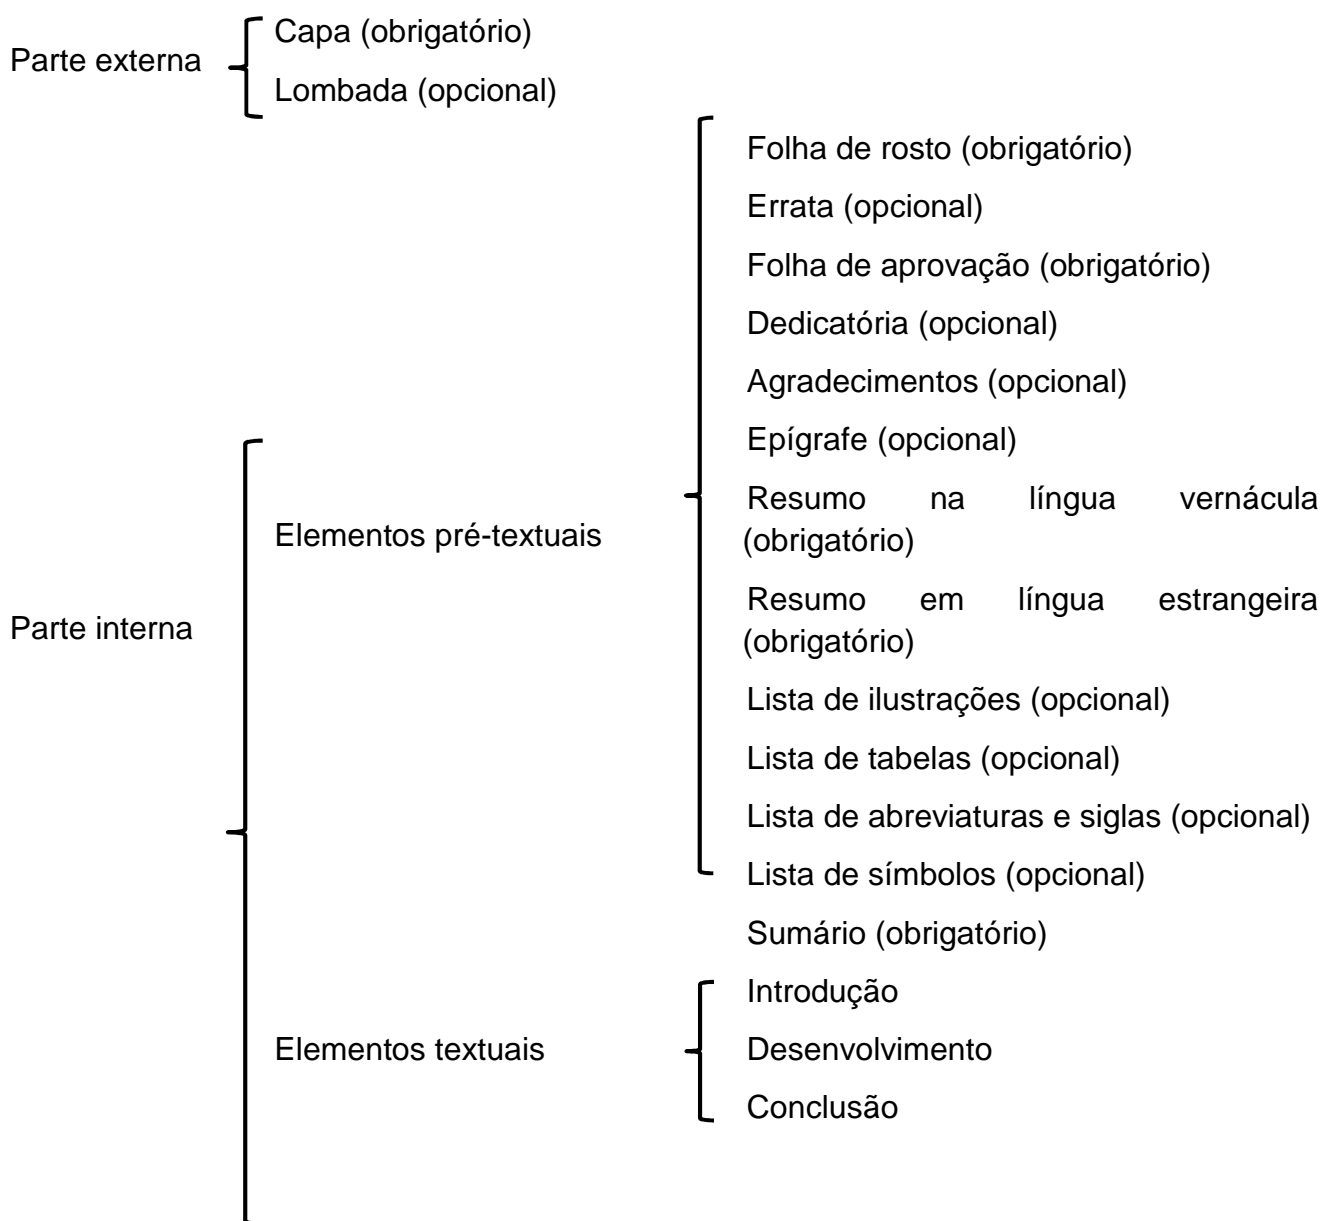 Parte externa
Capa (obrigatório)
Lombada (opcional)
Parte interna
Elementos pré-textuais
Folha de rosto (obrigatório)
Errata (opcional)
Folha de aprovação (obrigatório)
Dedicatória (opcional)
Agradecimentos (opcional)
Epígrafe (opcional)
Resumo na língua vernácula
(obrigatório)
Resumo em língua estrangeira
(obrigatório)
Lista de ilustrações (opcional)
Lista de tabelas (opcional)
Lista de abreviaturas e siglas (opcional)
Lista de símbolos (opcional)
Sumário (obrigatório)
Elementos textuais
Introdução
Desenvolvimento
Conclusão